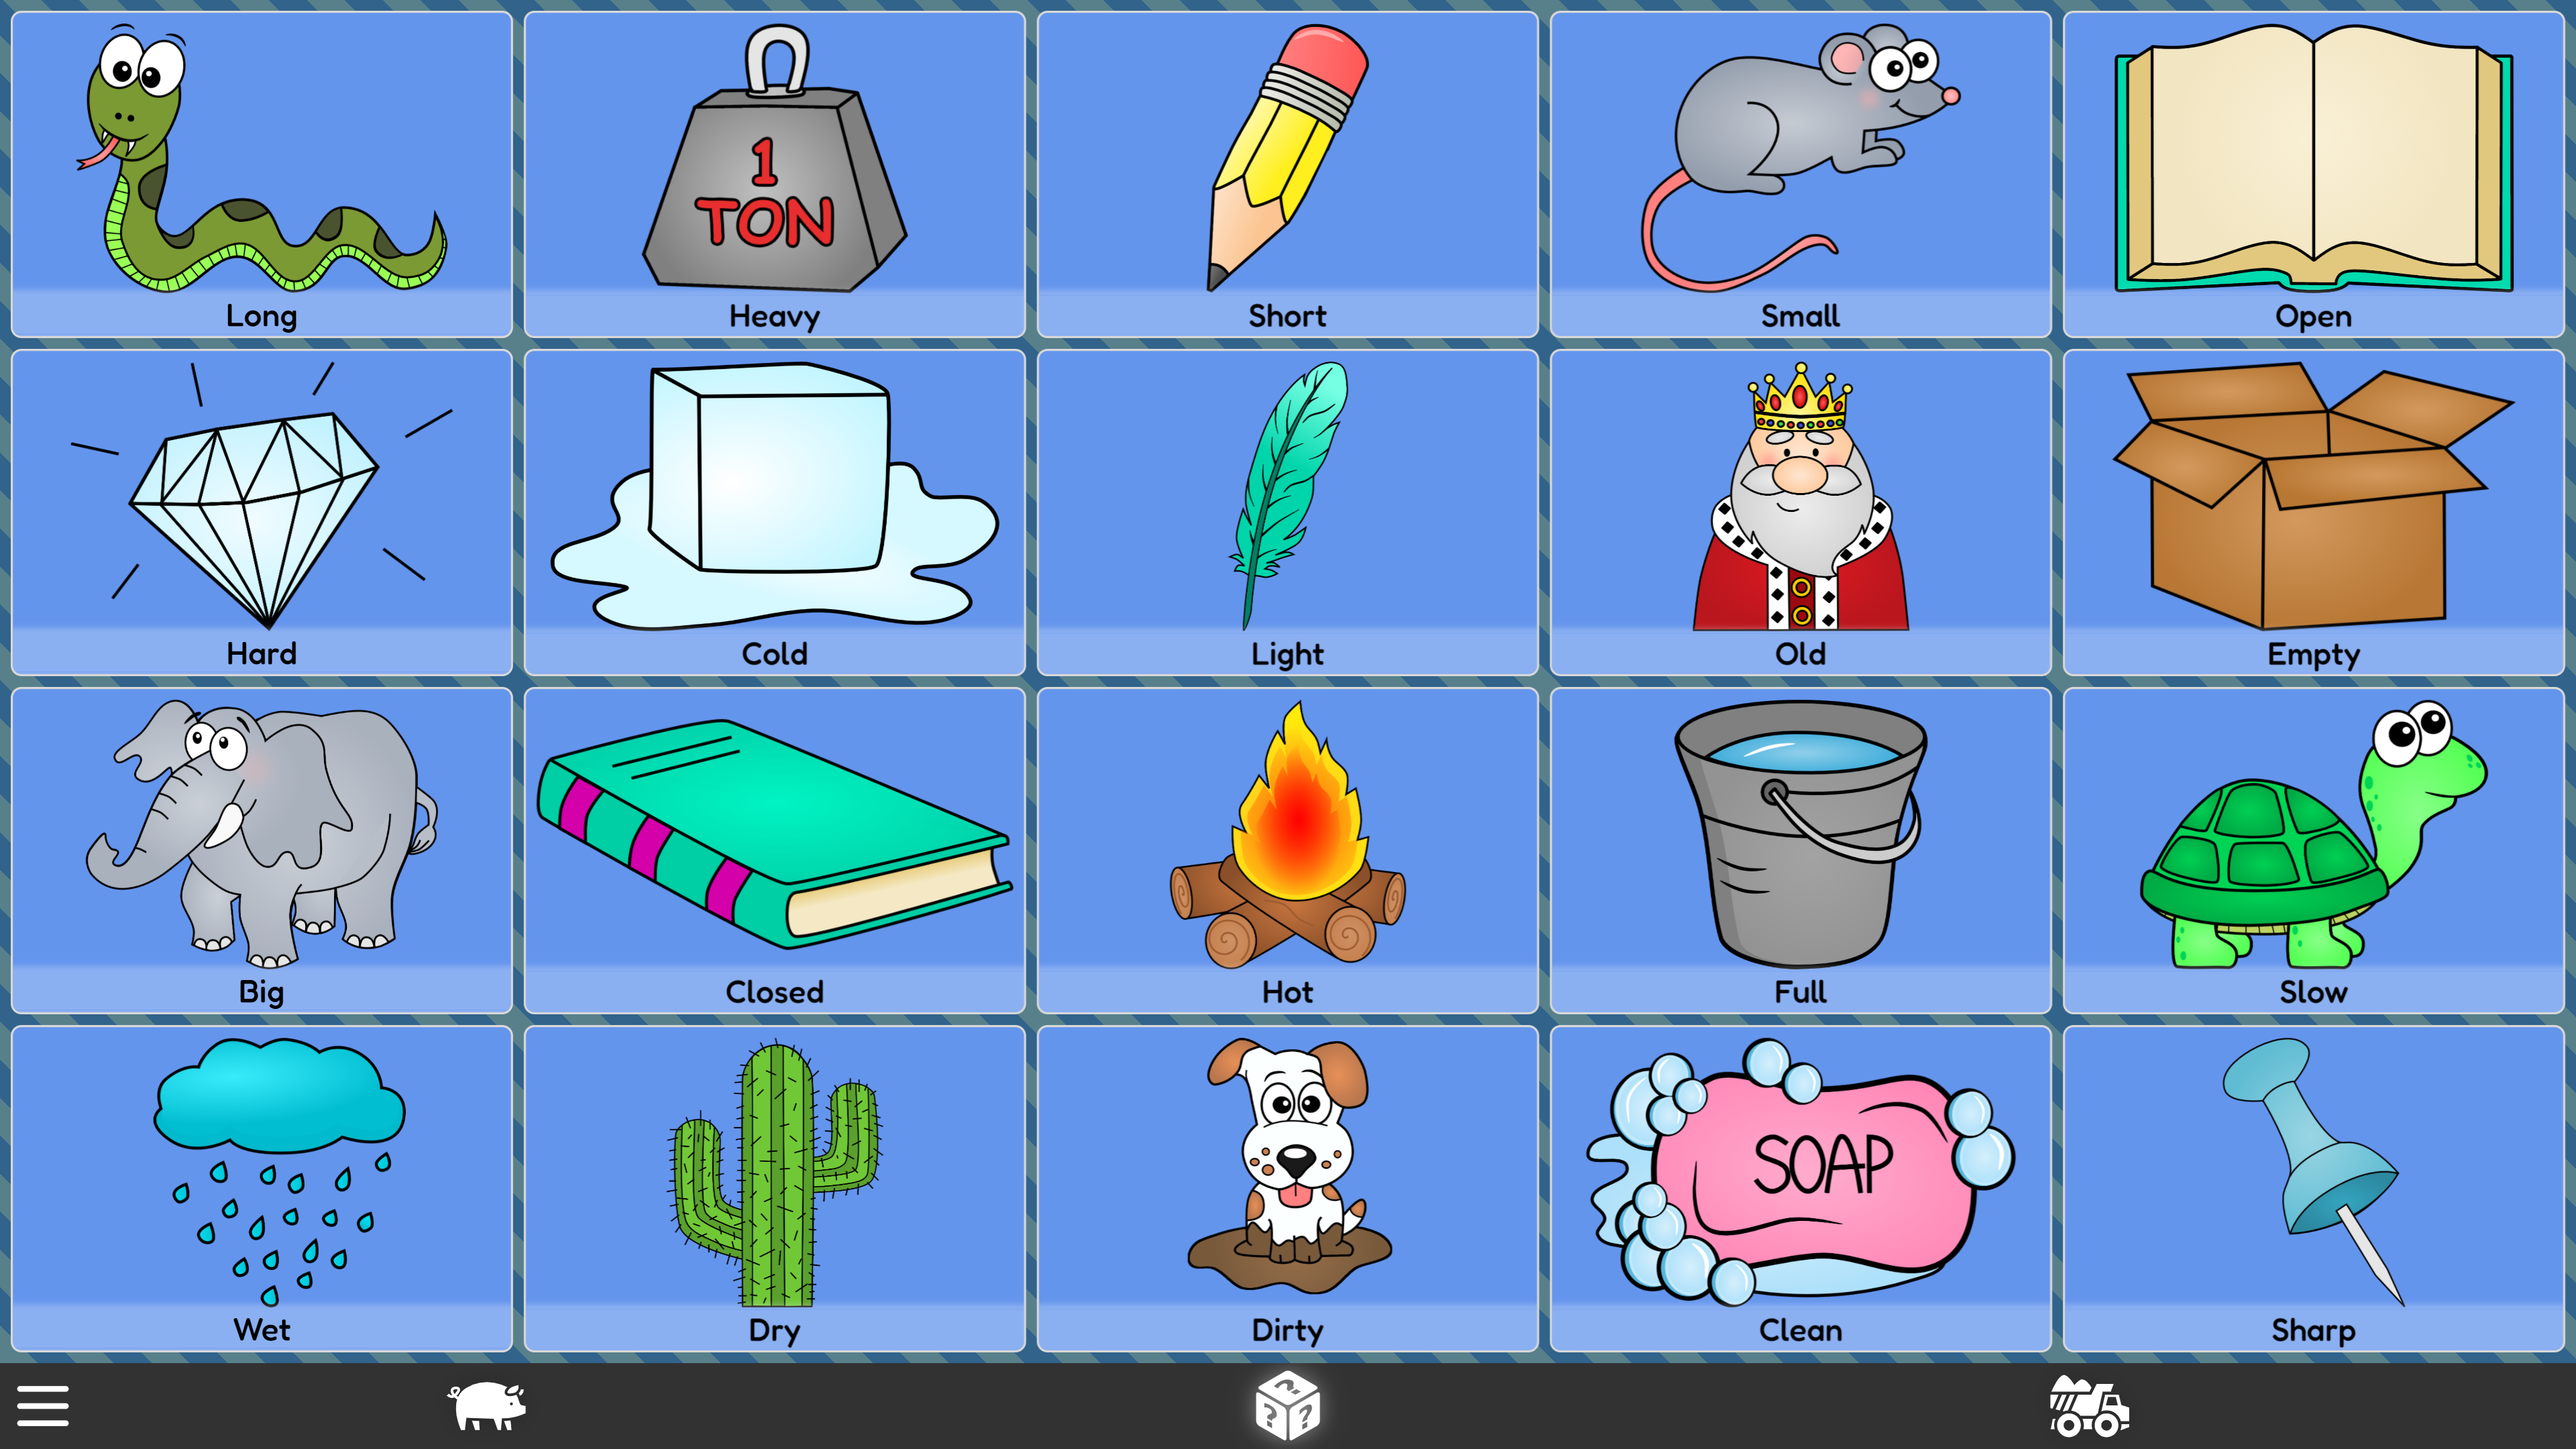 1
TON
Long
Heavy
Short
Small
Open
Hard
Cold
Light
Old
Empty
Big
Closed
Hot
Full
Slow
SOAP
Wet
Dry
Dirty
Clean
Sharp
? ? ?